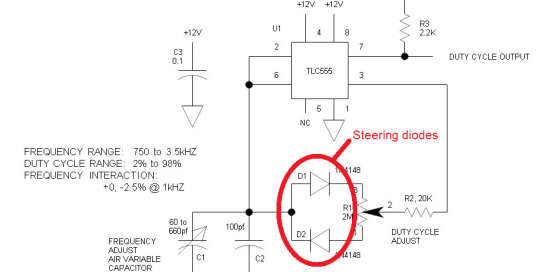 +12V +12V
R3
2.2K
U1
+12V
2 4 8 7
DUTY CYCLE OUTPUT
C3
0.1
TLC555
6 3
5 1
NC
Steering diodes
FREQUENCY RANGE: 750 to 3.5kHZ
DUTY CYCLE RANGE: 2% to 98%
FREQUENCY INTERACTION:
+0, -2.5% @ 1kHZ
1N4148
D1
3
R1
2M
2
R2, 20K
60 to
660pf
100pf
D2
1
DUTY CYCLE
ADJUST
FREQUENCY
ADJUST
AIR VARIABLE
CAPACITOR
C1
C2
1N4148